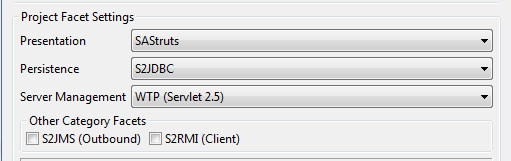 Project Facet Settings
Presentation SAStruts
Persistence S2JDBC
Server Management WTP (Servlet 2.5)
Other Category Facets
S2JMS (Outbound) S2RMI (Client)